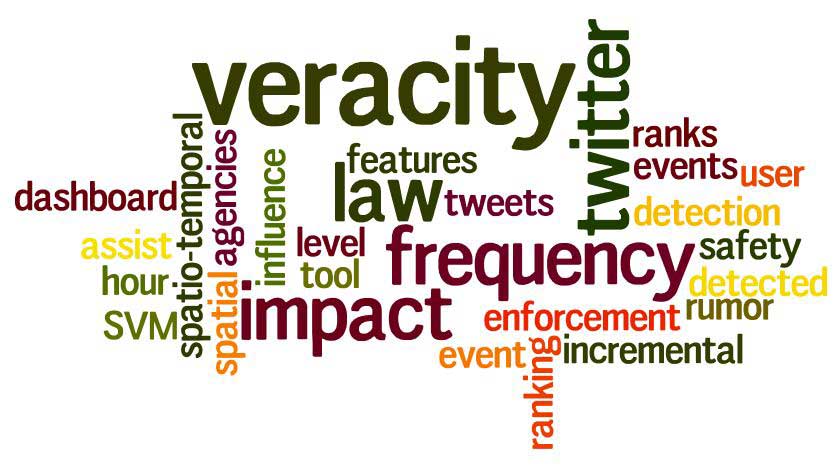 veracity
twitter
ranks
features
events
user
law
tweets
dashboard
spatio-temporal
agencies
influence
detection
assist
level
frequency
safety
hour
tool
detected
SVM
spatial
impact
enforcement
rumor
event
incremental
ranking